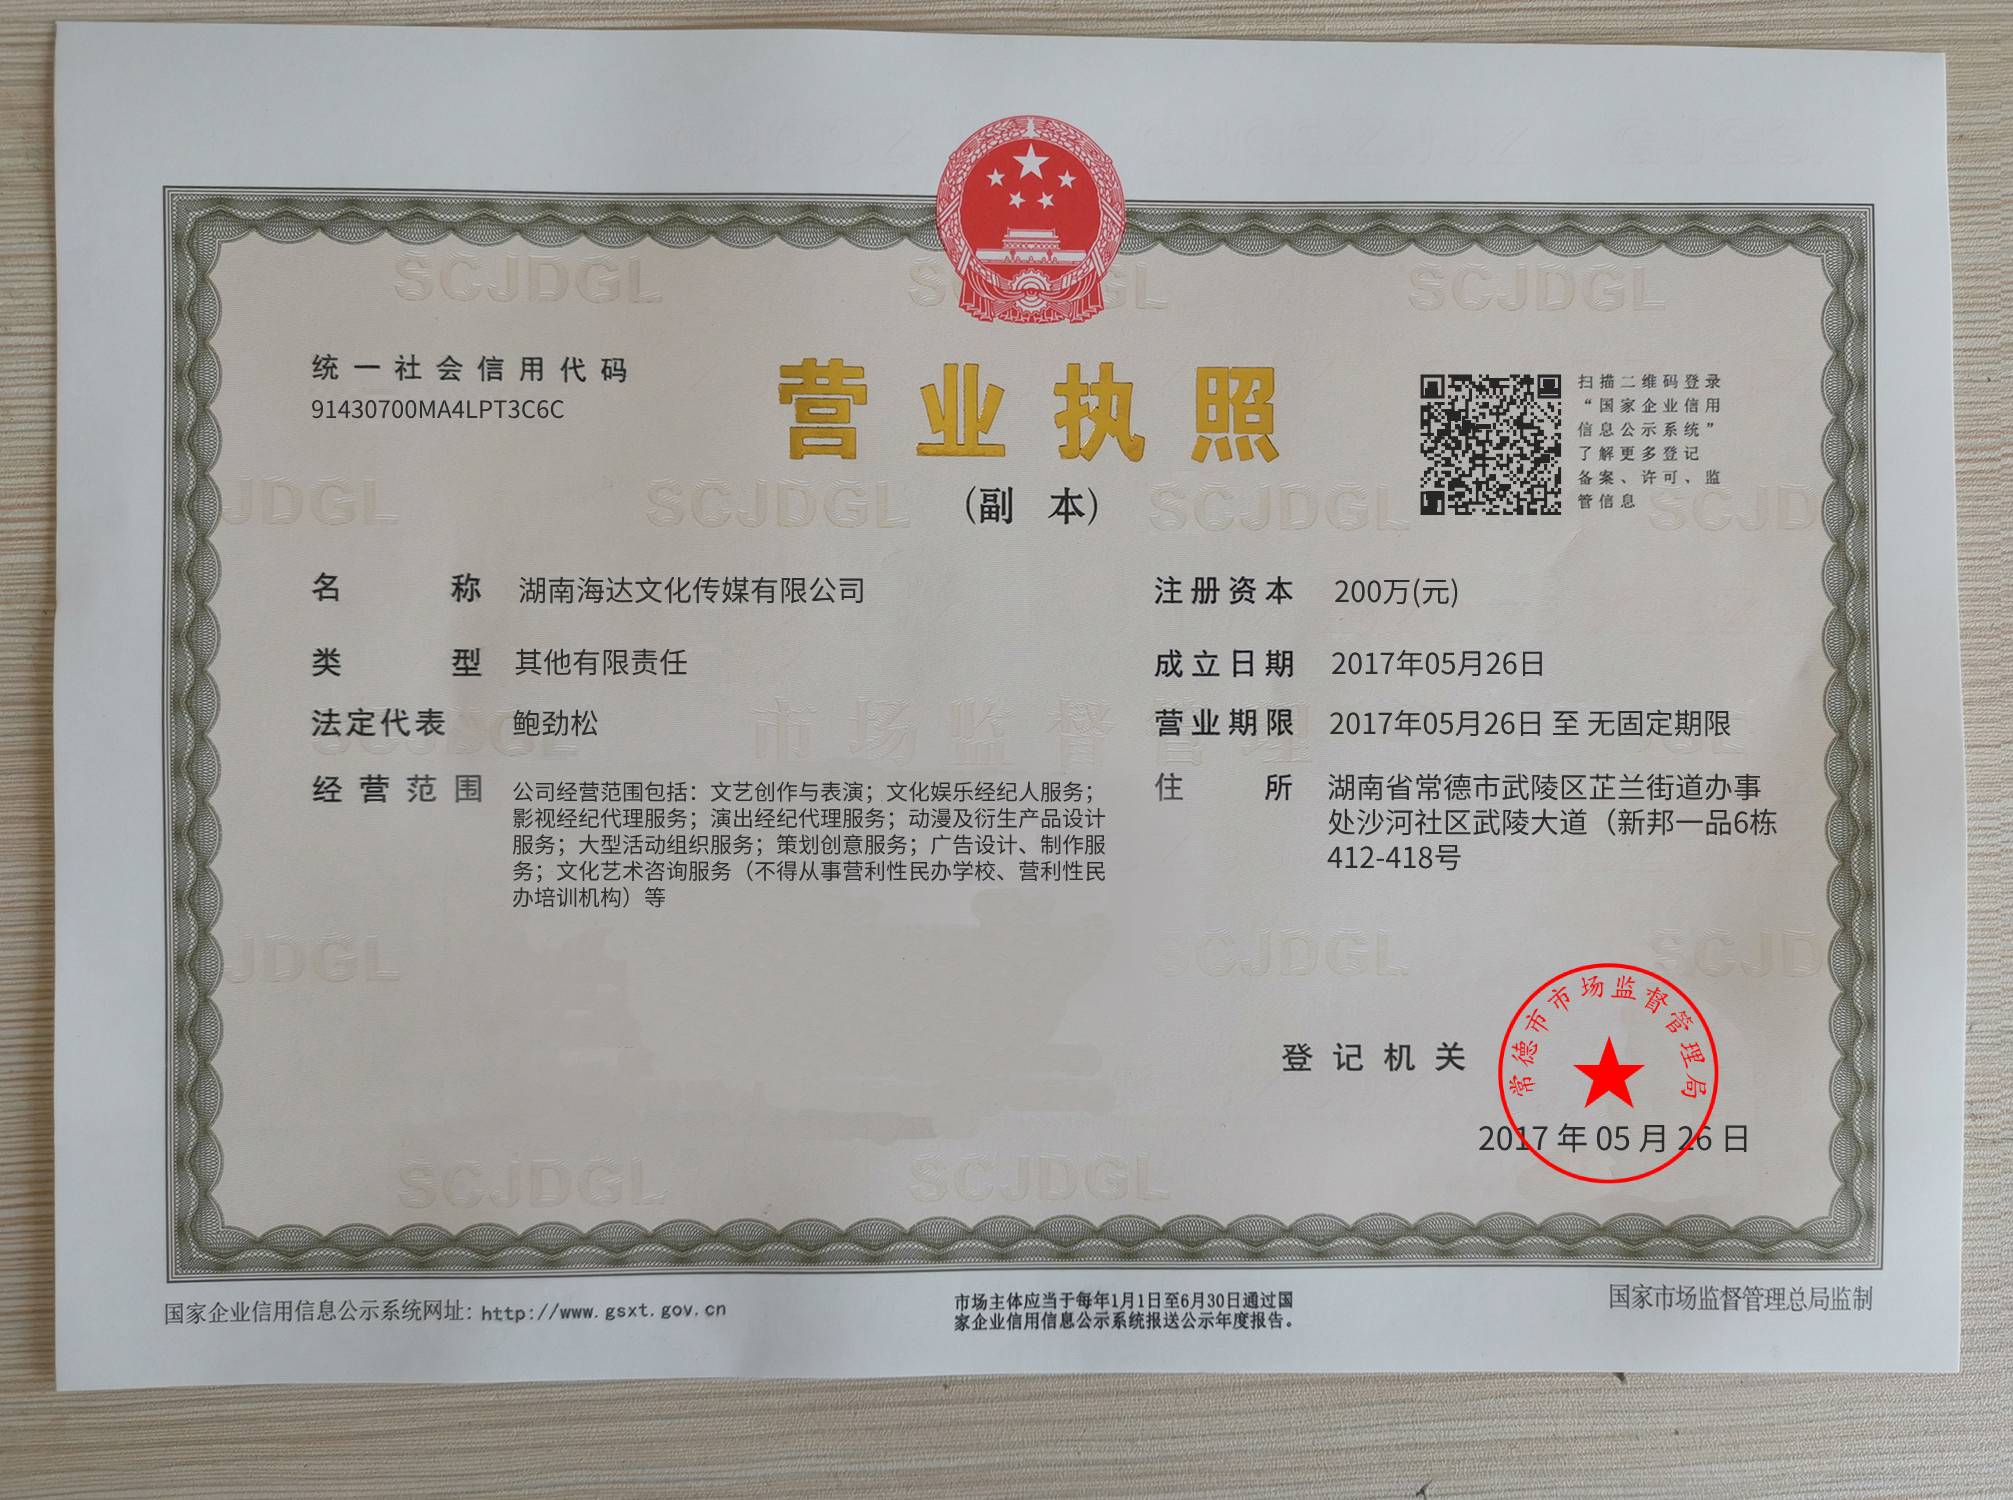 统一社会信用代码
91430700MA4LPT3C6C
营业执照
（副 本）
扫描二维码登录
“国家企业信用
信息公示系统”
了解更多登记
备案、许可、监
管信息
名 称 湖南海达文化传媒有限公司
类 型 其他有限责任
法定代表 鲍劲松
经营范围 公司经营范围包括：文艺创作与表演；文化娱乐经纪人服务；
影视经纪代理服务；演出经纪代理服务；动漫及衍生产品设计
服务；大型活动组织服务；策划创意服务；广告设计、制作服
务；文化艺术咨询服务（不得从事营利性民办学校、营利性民
办培训机构）等
注册资本 200万(元)
成立日期 2017年05月26日
营业期限 2017年05月26日 至 无固定期限
住 所 湖南省常德市武陵区芷兰街道办事
处沙河社区武陵大道（新邦一品6栋
412-418号
登记机关
常德市市场监督管理局
2017 年 05 月 26 日
国家企业信用信息公示系统网址：http://www.gsxt.gov.cn
市场主体应当于每年1月1日至6月30日通过国
家企业信用信息公示系统报送公示年度报告。
国家市场监督管理总局监制
SCJDGL
市场监督管理